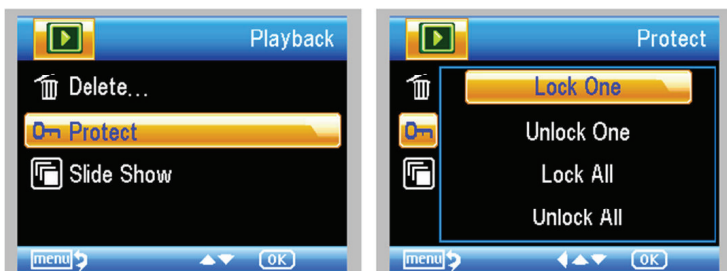 Playback
Delete...
Protect
Slide Show
menu OK
Protect
Lock One
Unlock One
Lock All
Unlock All
menu OK